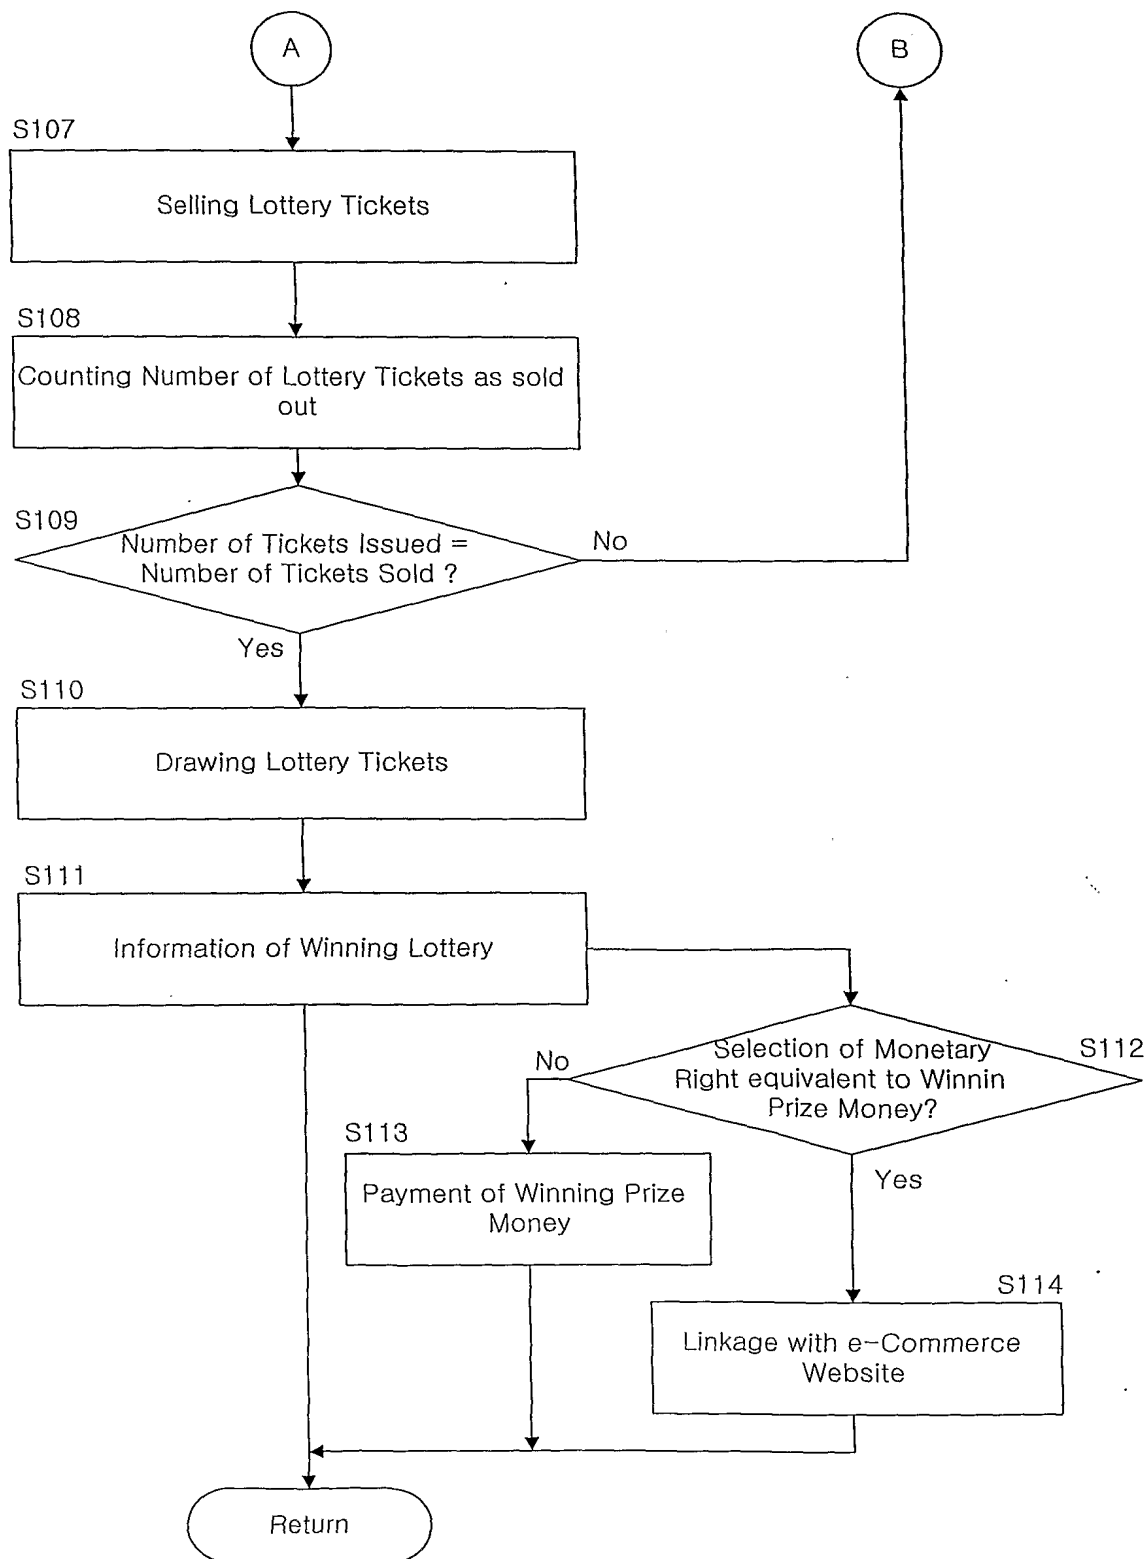 A
B
S107
Selling Lottery Tickets
S108
Counting Number of Lottery Tickets as sold
out
S109
Number of Tickets Issued =
Number of Tickets Sold ?
No
Yes
S110
Drawing Lottery Tickets
S111
Information of Winning Lottery
Selection of Monetary
Right equivalent to Winnin
Prize Money?
S112
No
S113
Payment of Winning Prize
Money
Yes
S114
Linkage with e-Commerce
Website
Return